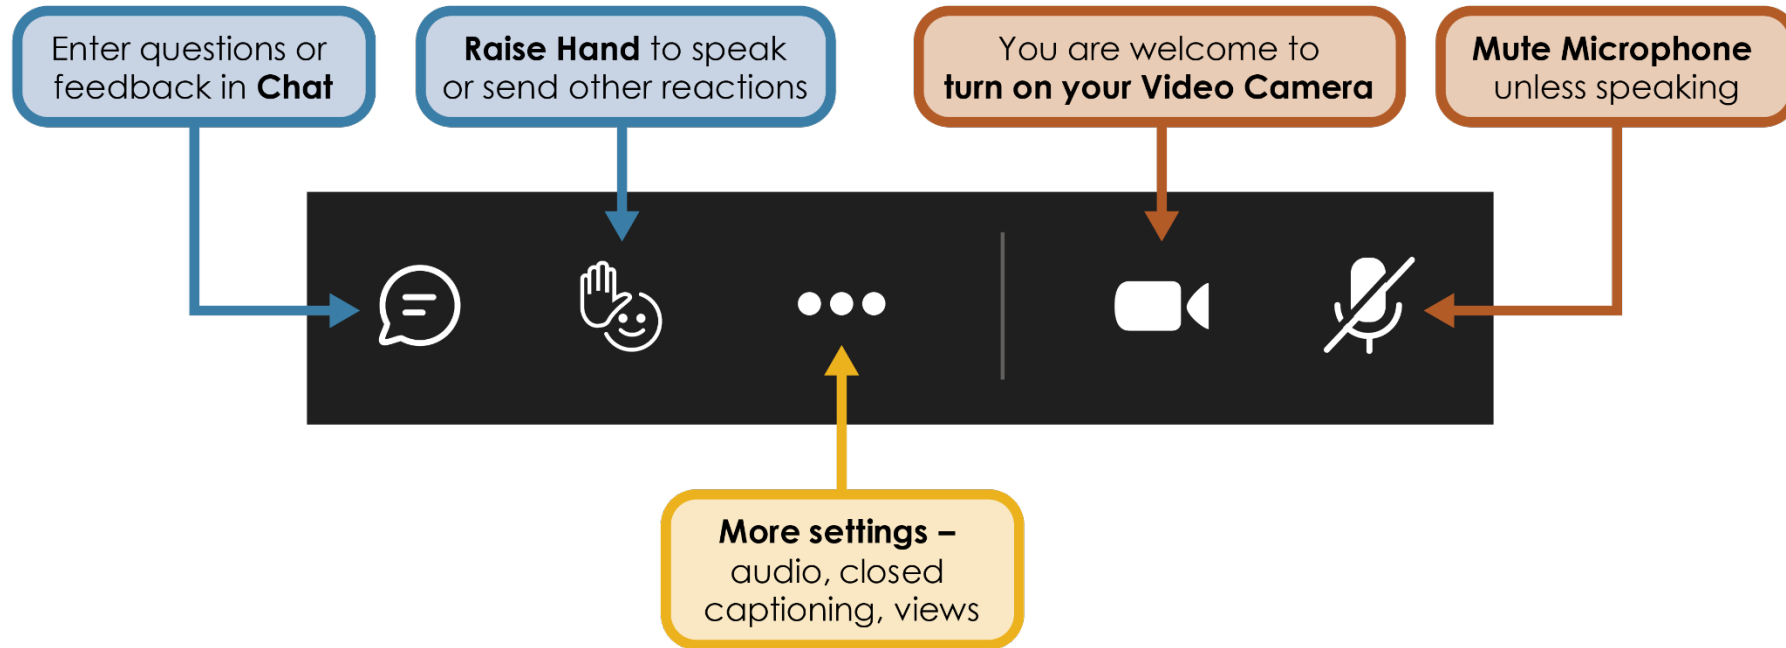 Enter questions or
feedback in Chat
Raise Hand to speak
or send other reactions
You are welcome to
turn on your Video Camera
Mute Microphone
unless speaking
More settings –
audio, closed
captioning, views